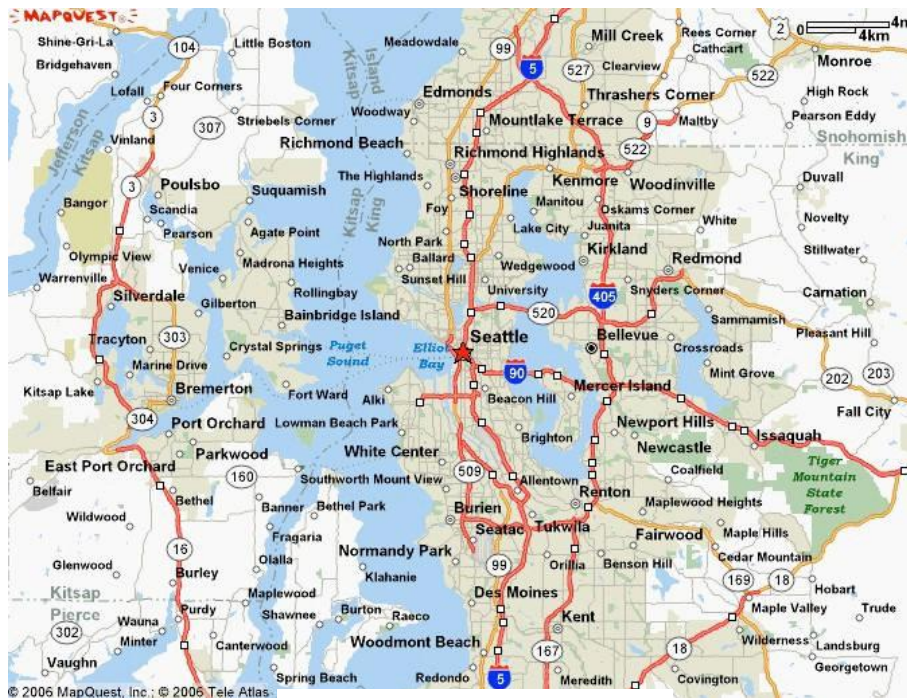 MAPQUEST
Shine-Gri-La
104
Little Boston
Bridgehaven
Lofall
Four Corners
3
307
Striebels Corner
Vinland
Jefferson
Kitsap
Island
Kitsap
Meadowdale
99
5
527
Mill Creek
Clearview
2
Rees Corner
Cathcart
4mi
4km
522
Monroe
Edmonds
Woodway
Thrashers Corner
High Rock
9
Maltby
Pearson Eddy
Mountlake Terrace
Richmond Beach
522
Snohomish
King
Richmond Highlands
The Highlands
Kenmore
Woodinville
Duvall
3
Poulsbo
Suquamish
Kitsap
King
Shoreline
Manitou
Oskams Corner
Bangor
Scandia
Foy
White
Novelty
Pearson
Agate Point
Lake City
Juanita
Olympic View
North Park
Kirkland
Stillwater
Venice
Madrona Heights
Ballard
Wedgewood
Redmond
Warrenville
Sunset Hill
Silverdale
Rollingbay
University
405
Snyders Corner
Carnation
Gilberton
520
Sammamish
Bainbridge Island
303
Seattle
Bellevue
Pleasant Hill
Tracyton
Crystal Springs
Puget
Sound
Elliot
Bay
Crossroads
Marine Drive
90
Mint Grove
Kitsap Lake
Bremerton
Fort Ward
Alki
Mercer Island
202
203
304
Beacon Hill
Fall City
Port Orchard
Lowman Beach Park
Newport Hills
Brighton
Issaquah
Parkwood
White Center
Newcastle
East Port Orchard
160
509
Coalfield
Tiger
Mountain
State
Forest
Belfair
Southworth Mount View
Allentown
Renton
Bethel
Maplewood Heights
Banner
Bethel Park
Burien
Wildwood
Seatac
Tukwila
Maple Hills
Fragaria
Fairwood
16
Normandy Park
Cedar Mountain
Glenwood
Olalla
Klahanie
99
Orillia
Benson Hill
169
18
Hobart
Burley
Kitsap
Pierce
Maplewood
Des Moines
Maple Valley
Purdy
Shawnee
Burton
Raeco
Trude
302
Wauna
Kent
Minter
Canterwood
Woodmont Beach
167
18
Wilderness
Landsburg
Vaughn
Georgetown
Spring Beach
Redondo
5
Meredith
Covington
© 2006 MapQuest, Inc.; © 2006 Tele Atlas